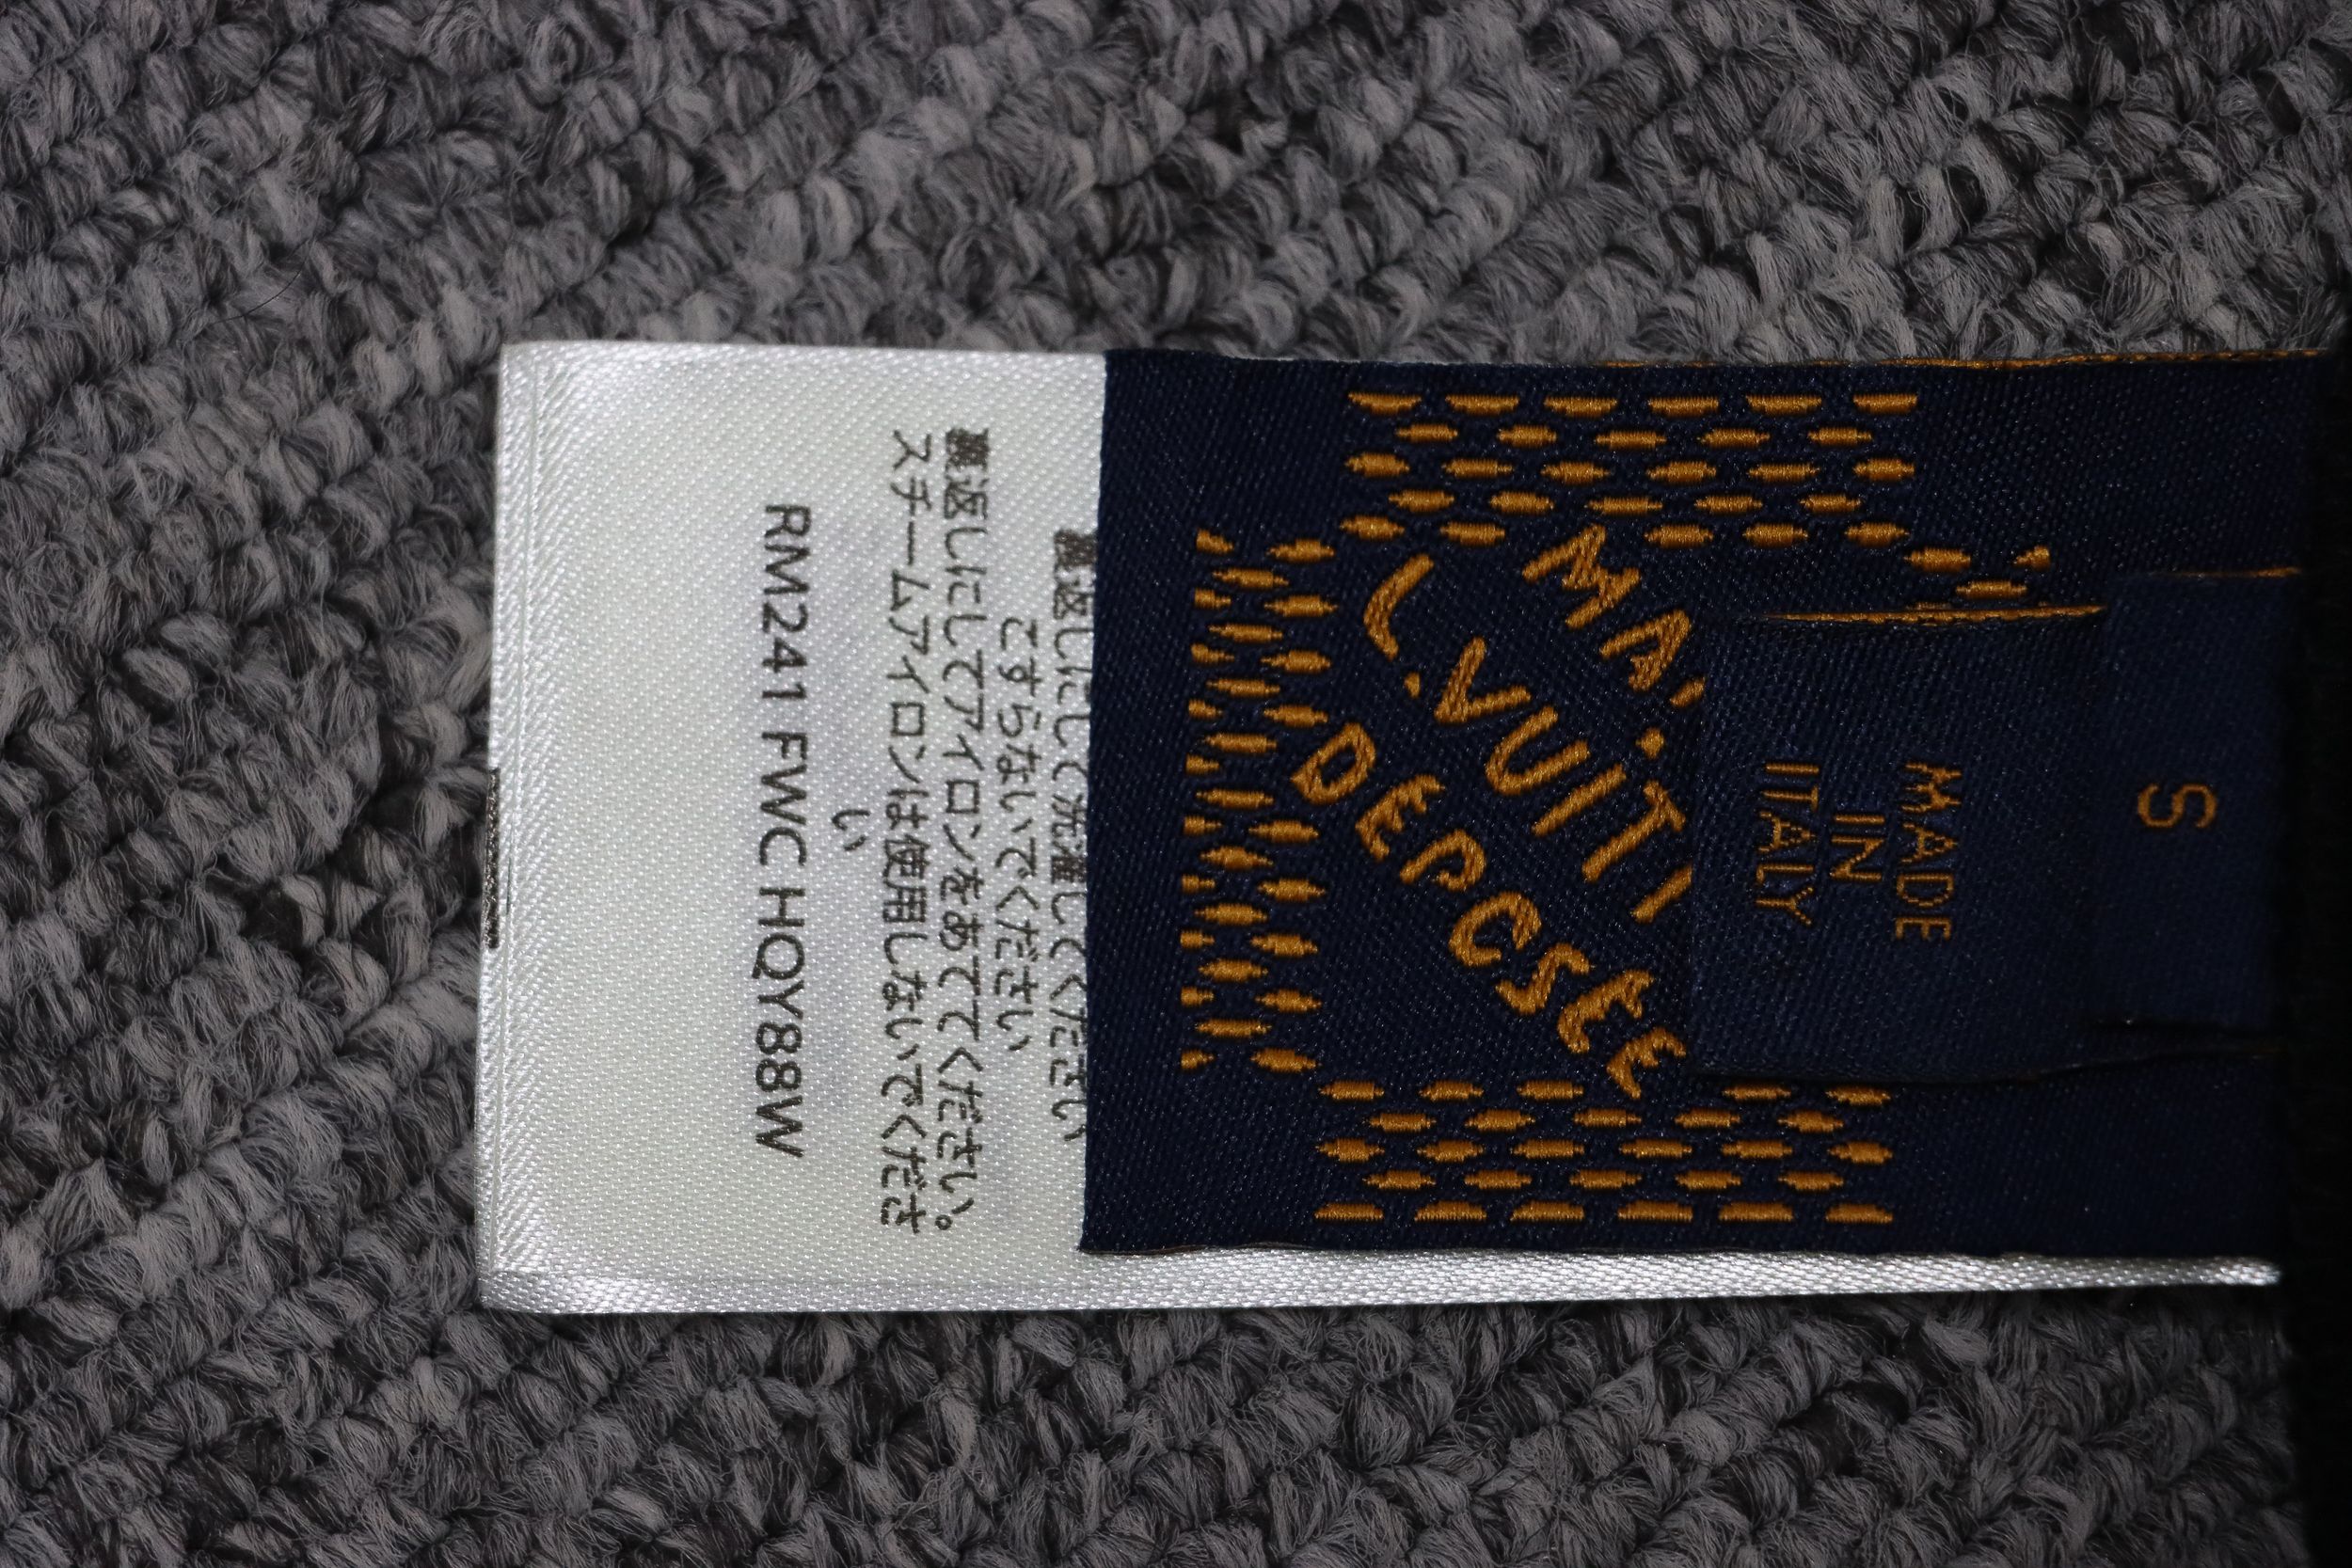 S
MADE
IN
ITALY
MA
L.VUIT
DEPCSEE
裏返しにして洗濯してください
こすらないでください
裏返しにしてアイロンをあててください。
スチームアイロンは使用しないでくださ
い
RM241 FWC HQY88W